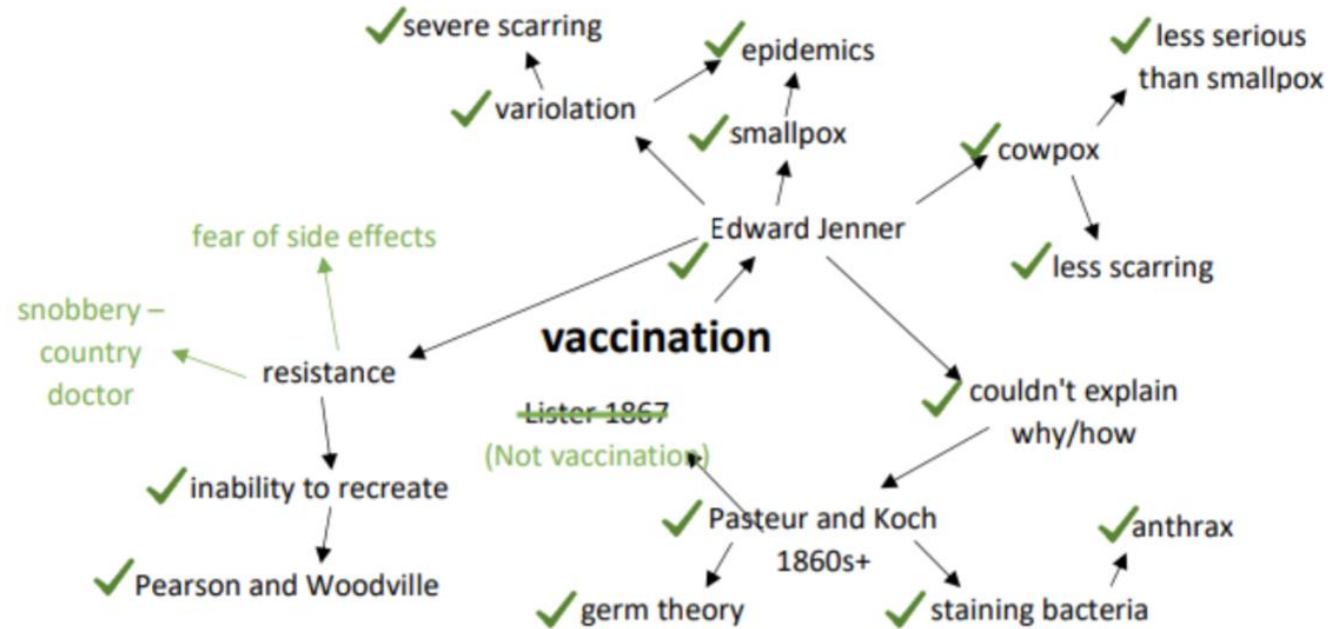 severe scarring
epidemics
less serious
than smallpox
variolation
smallpox
cowpox
Edward Jenner
less scarring
fear of side effects
snobbery –
country
doctor
vaccination
resistance
couldn't explain
why/how
Lister 1867
(Not vaccination)
inability to recreate
Pasteur and Koch
1860s+
anthrax
Pearson and Woodville
germ theory
staining bacteria